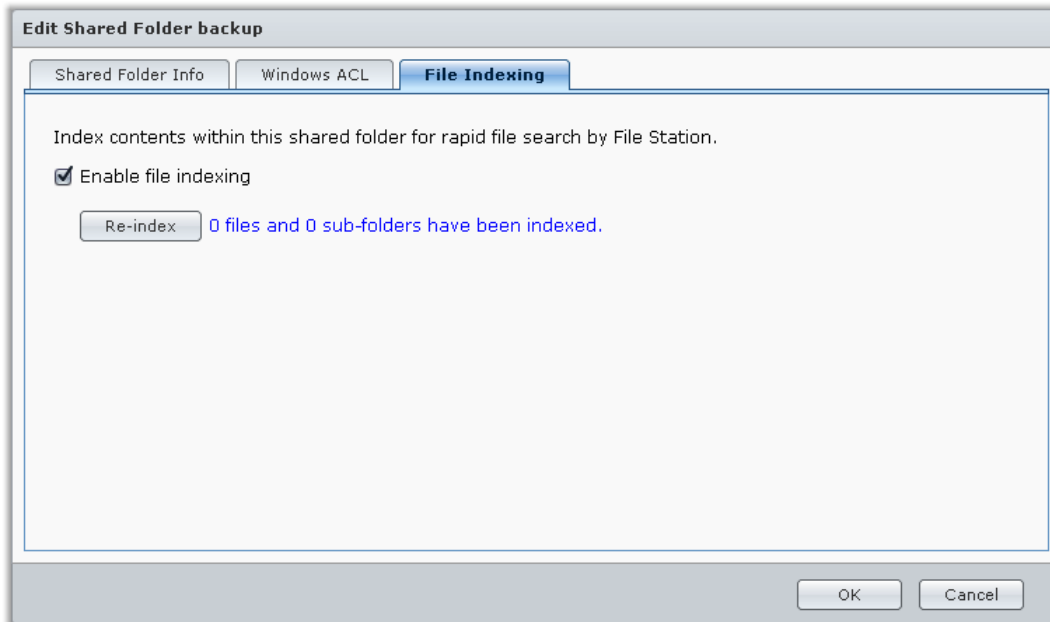 Edit Shared Folder backup
Shared Folder Info Windows ACL File Indexing
Index contents within this shared folder for rapid file search by File Station.
Enable file indexing
Re-index 0 files and 0 sub-folders have been indexed.
OK Cancel